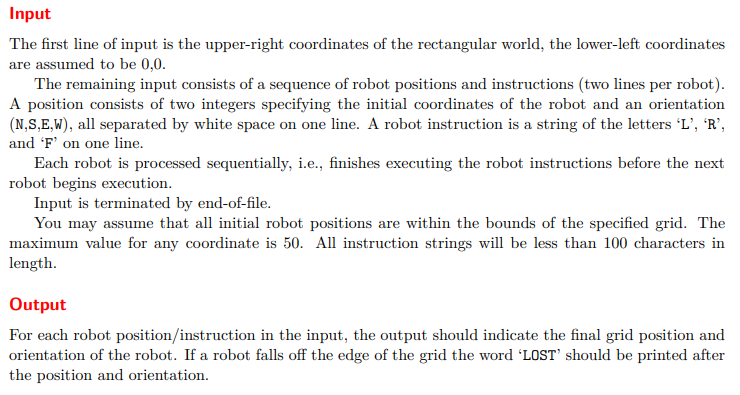 Input
The first line of input is the upper-right coordinates of the rectangular world, the lower-left coordinates
are assumed to be 0,0.
The remaining input consists of a sequence of robot positions and instructions (two lines per robot).
A position consists of two integers specifying the initial coordinates of the robot and an orientation
(N,S,E,W), all separated by white space on one line. A robot instruction is a string of the letters ‘L’, ‘R’,
and ‘F’ on one line.
Each robot is processed sequentially, i.e., finishes executing the robot instructions before the next
robot begins execution.
Input is terminated by end-of-file.
You may assume that all initial robot positions are within the bounds of the specified grid. The
maximum value for any coordinate is 50. All instruction strings will be less than 100 characters in
length.
Output
For each robot position/instruction in the input, the output should indicate the final grid position and
orientation of the robot. If a robot falls off the edge of the grid the word ‘LOST’ should be printed after
the position and orientation.